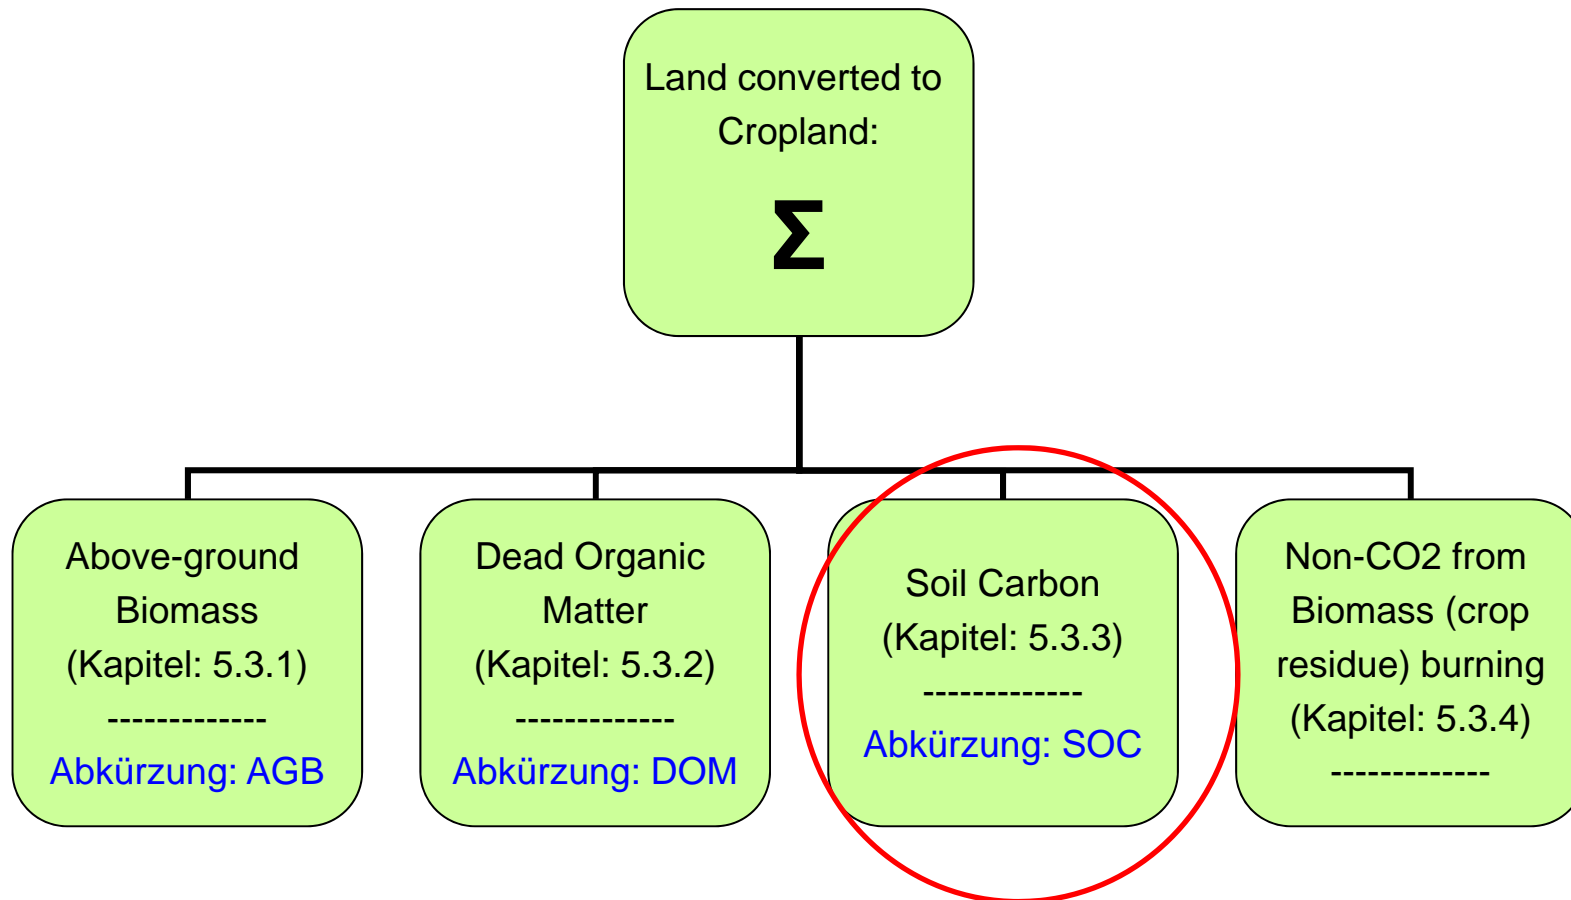 Land converted to
Cropland:
Σ
Above-ground
Biomass
(Kapitel: 5.3.1)
-------------
Abkürzung: AGB
Dead Organic
Matter
(Kapitel: 5.3.2)
-------------
Abkürzung: DOM
Soil Carbon
(Kapitel: 5.3.3)
-------------
Abkürzung: SOC
Non-CO2 from
Biomass (crop
residue) burning
(Kapitel: 5.3.4)
-------------